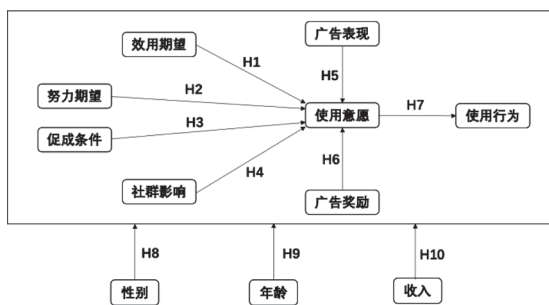 广告表现
效用期望
H1
H5
努力期望
H2
使用意愿
H7
使用行为
促成条件
H3
H4
H6
社群影响
广告奖励
H8
H9
H10
性别
年龄
收入